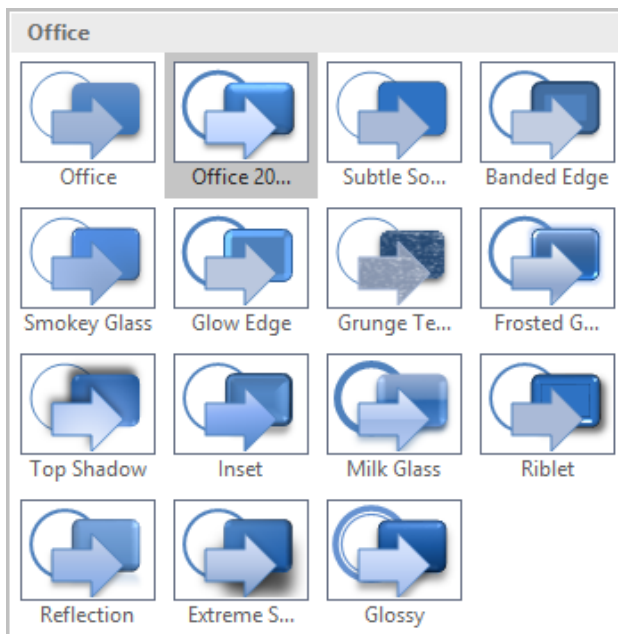 Office
Office Office 20... Subtle So... Banded Edge
Smokey Glass Glow Edge Grunge Te... Frosted G...
Top Shadow Inset Milk Glass Riblet
Reflection Extreme S... Glossy